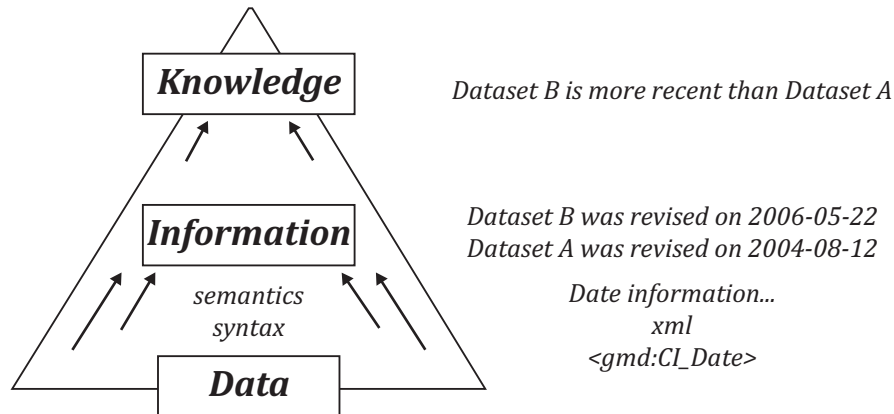 Knowledge
Dataset B is more recent than Dataset A
Information
Dataset B was revised on 2006-05-22
Dataset A was revised on 2004-08-12
semantics
syntax
Date information...
xml
<gmd:CI_Date>
Data